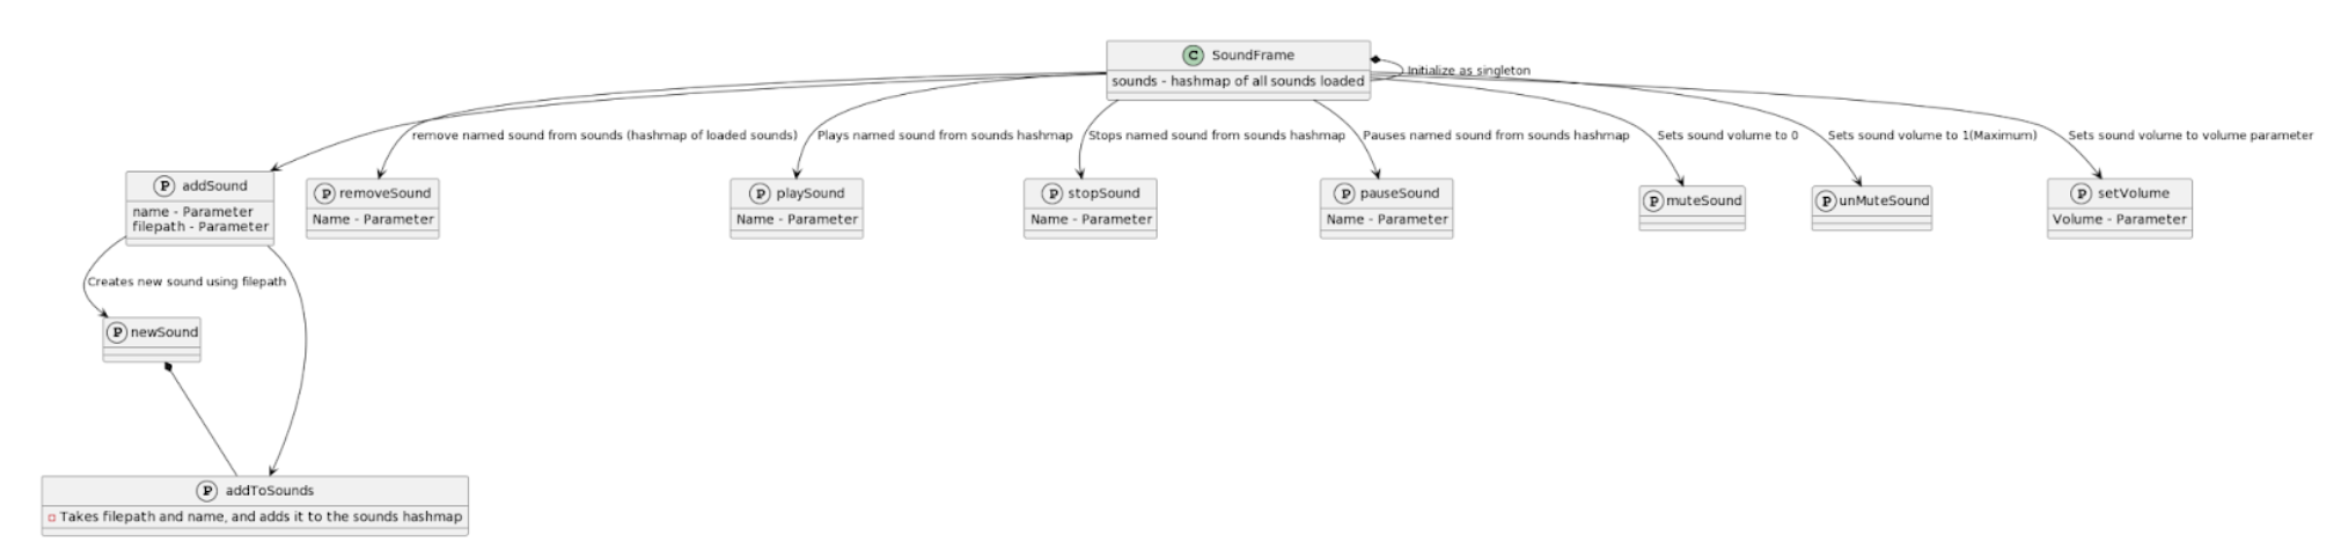 C SoundFrame
sounds - hashmap of all sounds loaded
Initialize as singleton
remove named sound from sounds (hashmap of loaded sounds)
Plays named sound from sounds hashmap
Stops named sound from sounds hashmap
Pauses named sound from sounds hashmap
Sets sound volume to 0
Sets sound volume to 1(Maximum)
Sets sound volume to volume parameter
P addSound
name - Parameter
filepath - Parameter
P removeSound
Name - Parameter
P playSound
Name - Parameter
P stopSound
Name - Parameter
P pauseSound
Name - Parameter
P muteSound
P unMuteSound
P setVolume
Volume - Parameter
Creates new sound using filepath
P newSound
P addToSounds
Takes filepath and name, and adds it to the sounds hashmap